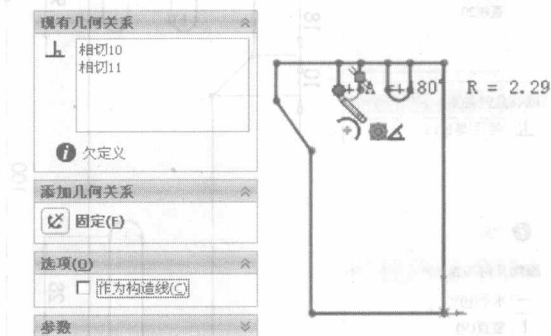 现有几何关系
相切10
相切11
欠定义
添加几何关系
固定(F)
选项(O)
作为构造线(C)
参数
A = 180° R = 2.29